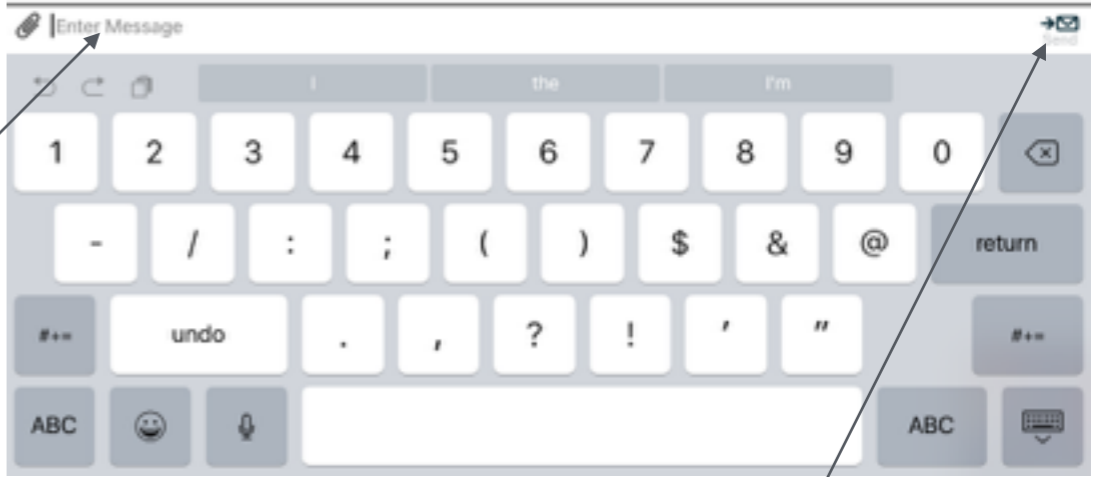 Enter Message
Send
I the I'm
1 2 3 4 5 6 7 8 9 0
- / : ; ( ) $ & @ return
#+= undo . , ? ! ' " #+=
ABC ABC